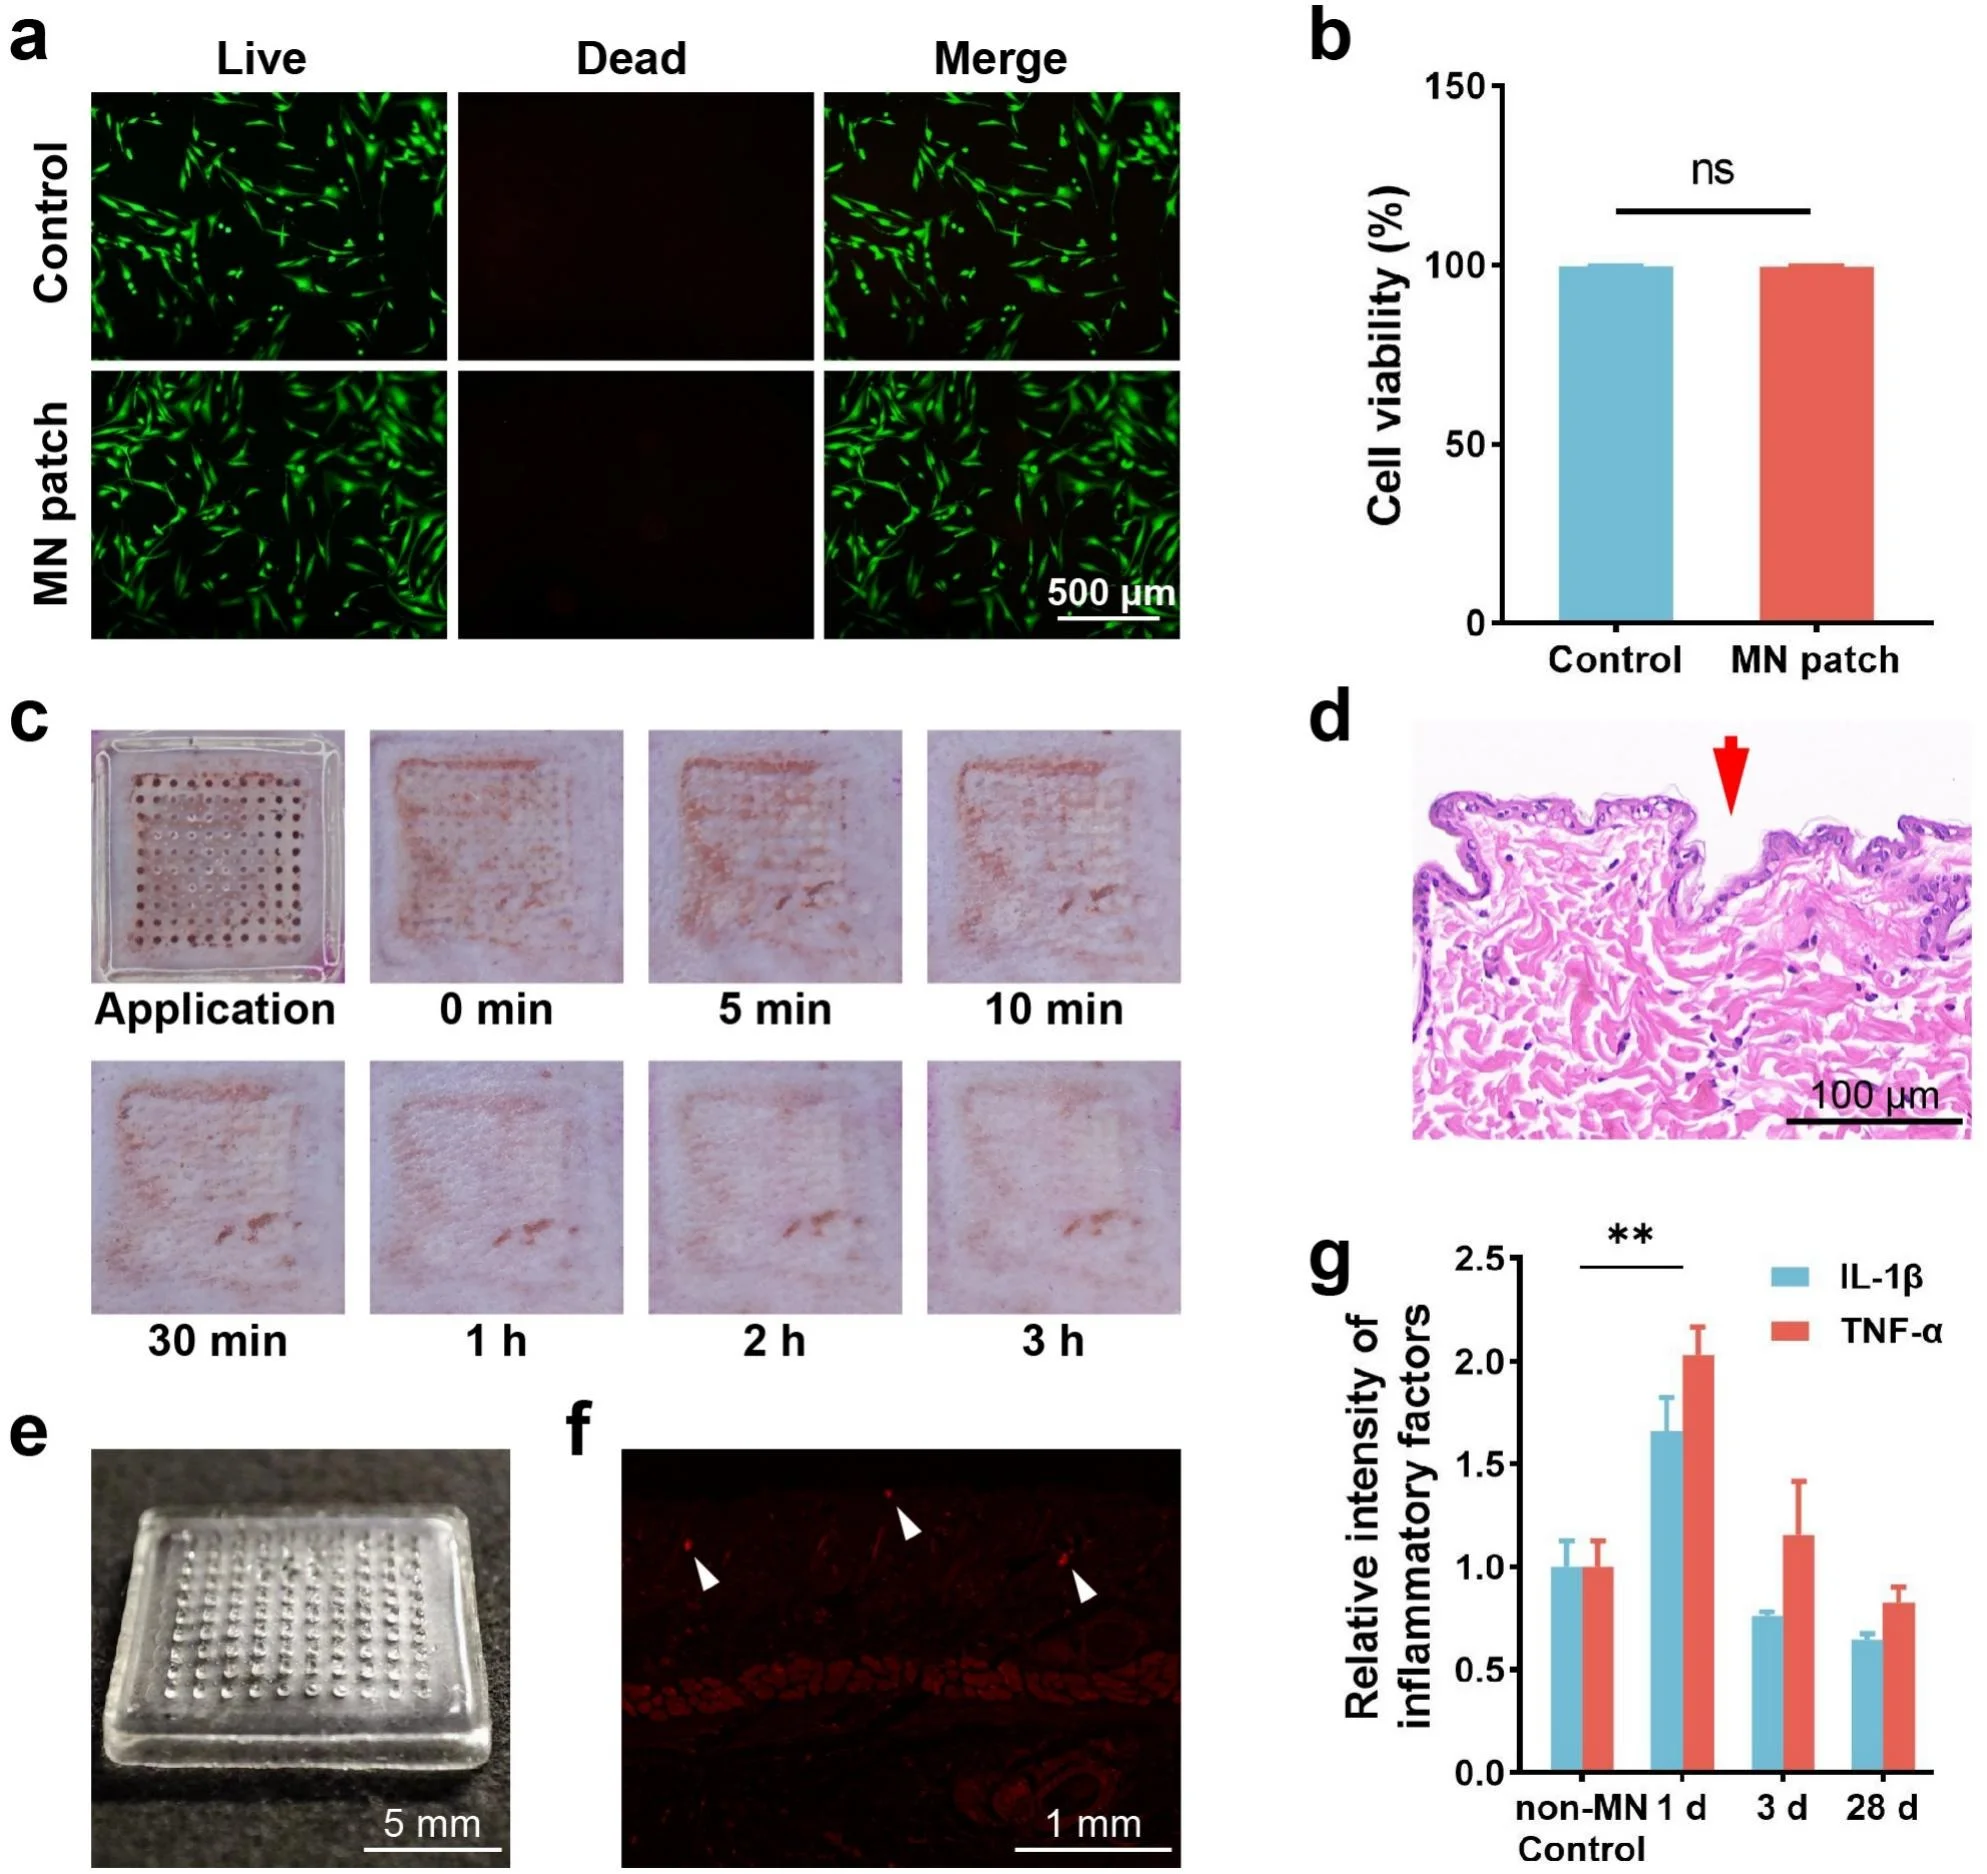 a
Live
Dead
Merge
Control
MN patch
500 µm
b
150
100
50
0
Cell viability (%)
ns
Control
MN patch
c
Application
0 min
5 min
10 min
30 min
1 h
2 h
3 h
d
100 µm
e
5 mm
f
1 mm
g
Relative intensity of
inflammatory factors
2.5
2.0
1.5
1.0
0.5
0.0
**
IL-1β
TNF-α
non-MN
Control
1 d
3 d
28 d